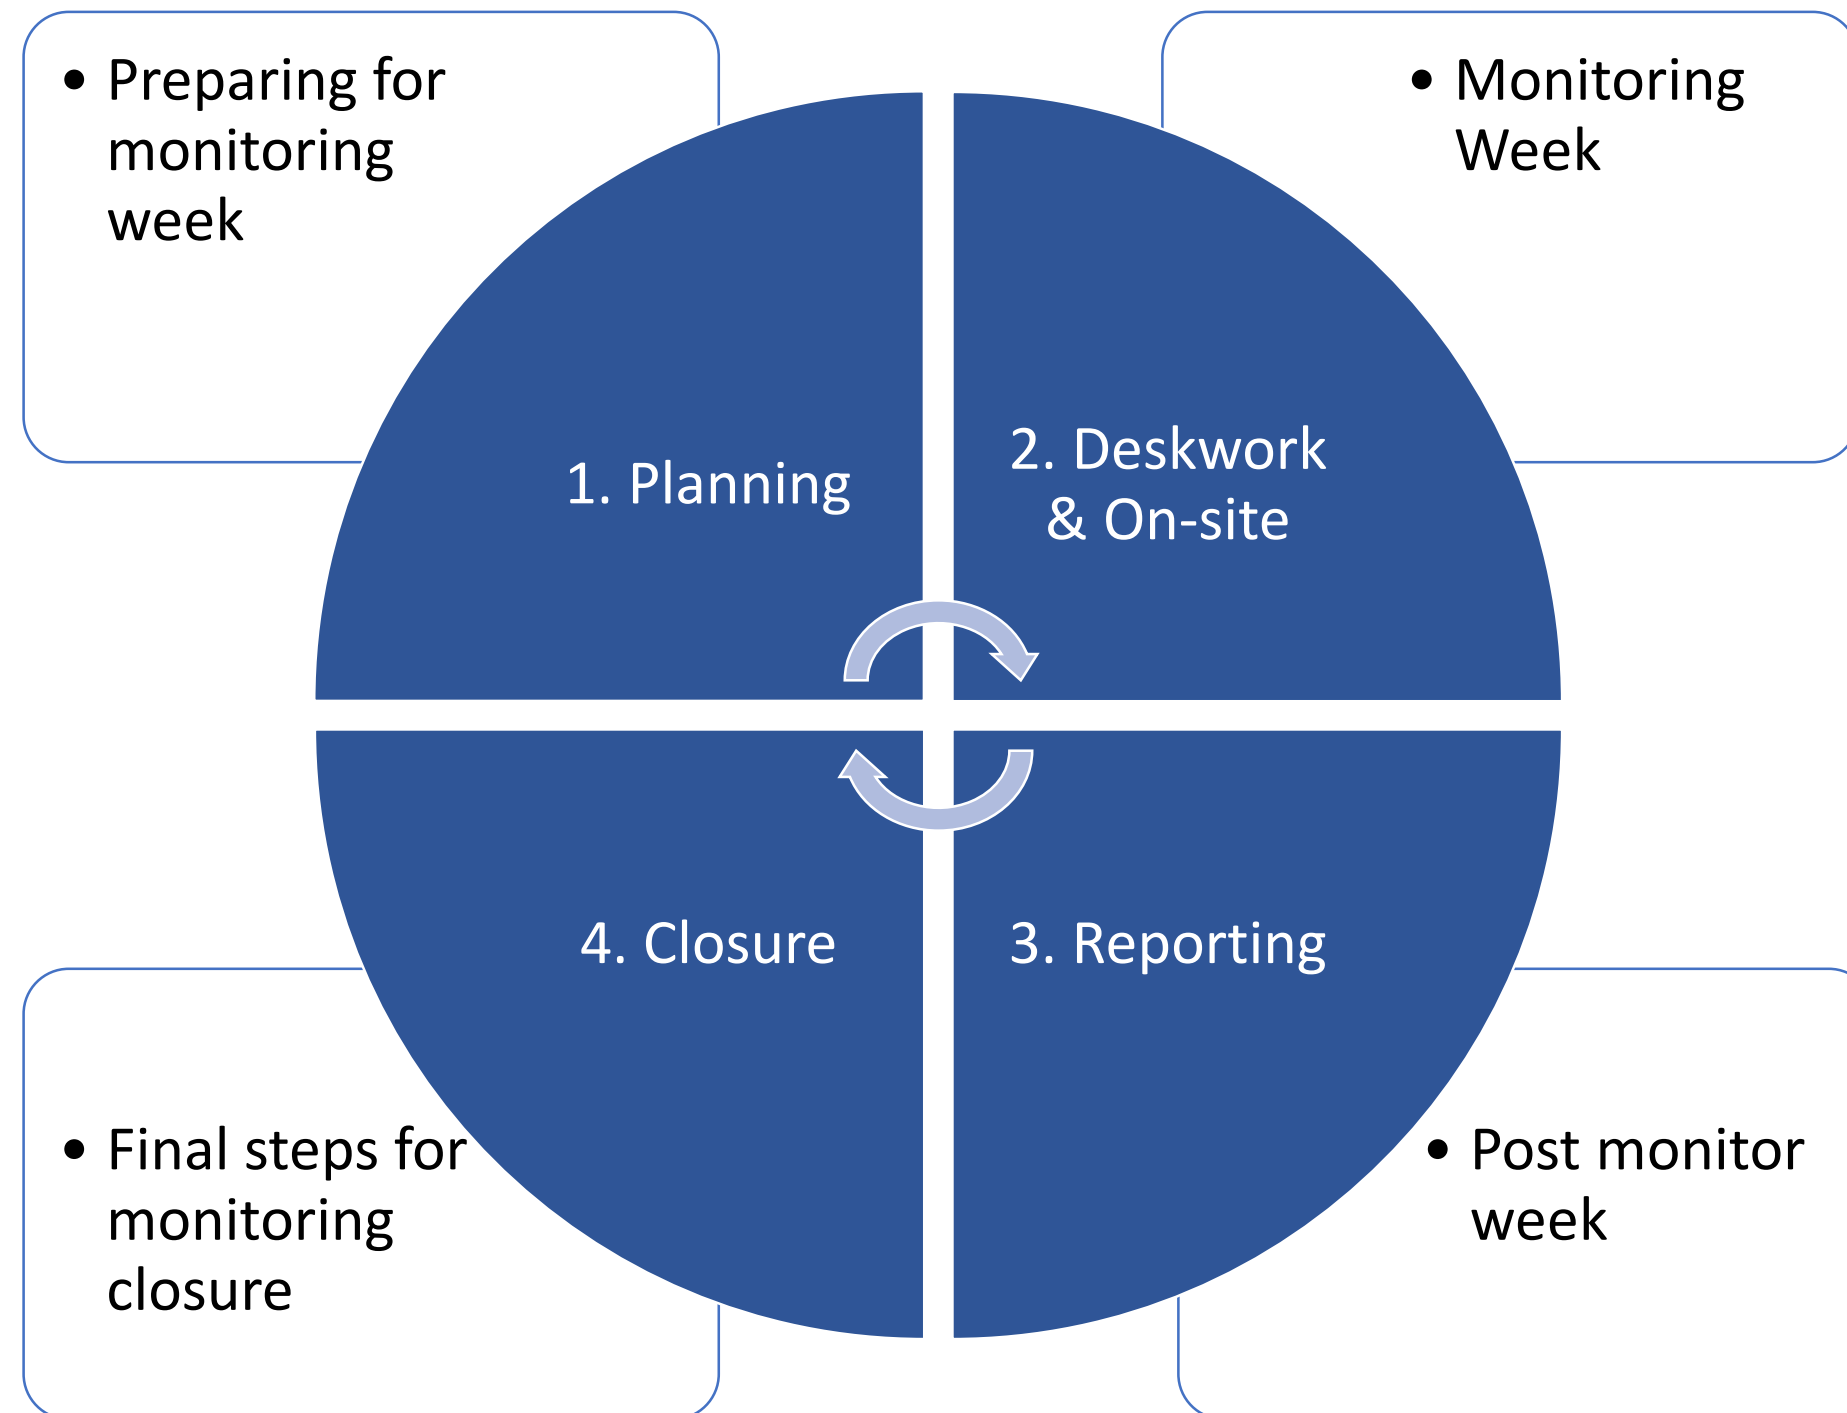 • Preparing for
monitoring
week
• Monitoring
Week
1. Planning
2. Deskwork
& On-site
4. Closure
3. Reporting
• Final steps for
monitoring
closure
• Post monitor
week